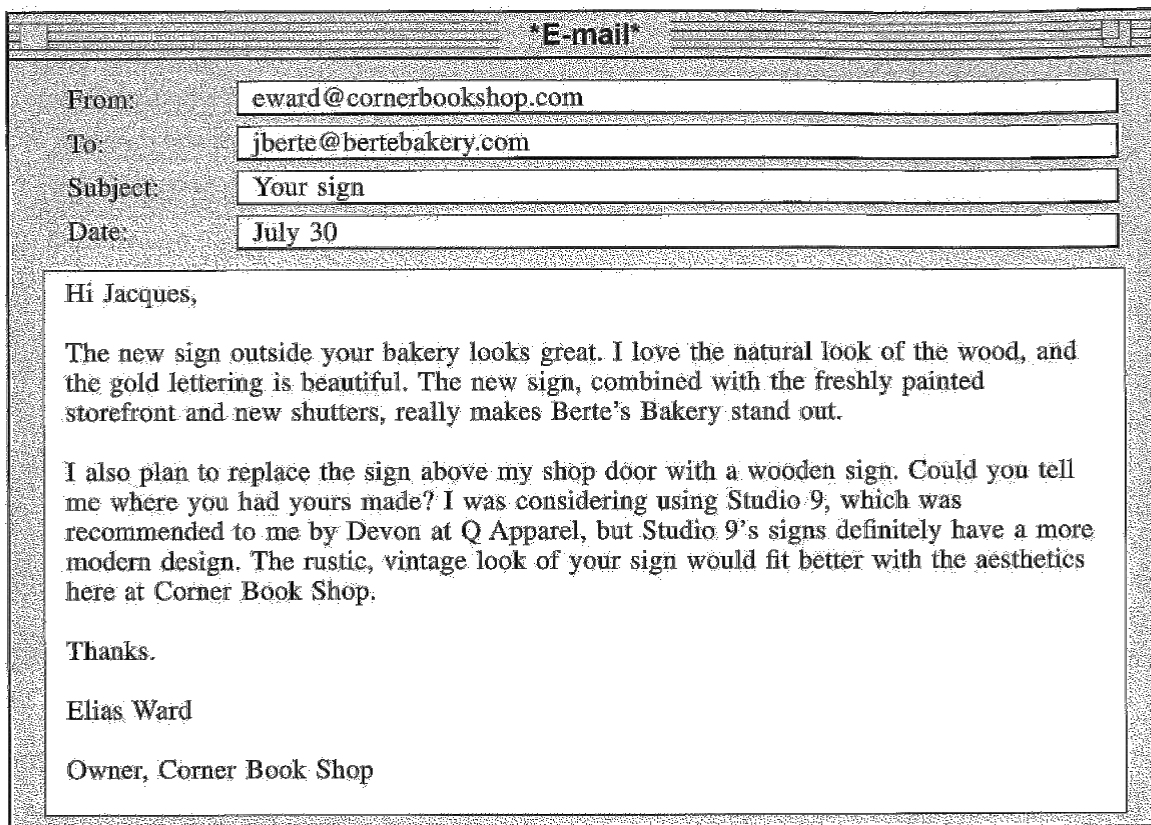 *E-mail*
From: eward@cornerbookshop.com
To: jberte@bertebakery.com
Subject: Your sign
Date: July 30
Hi Jacques,
The new sign outside your bakery looks great. I love the natural look of the wood, and
the gold lettering is beautiful. The new sign, combined with the freshly painted
storefront and new shutters, really makes Berte's Bakery stand out.
I also plan to replace the sign above my shop door with a wooden sign. Could you tell
me where you had yours made? I was considering using Studio 9, which was
recommended to me by Devon at Q Apparel, but Studio 9's signs definitely have a more
modern design. The rustic, vintage look of your sign would fit better with the aesthetics
here at Corner Book Shop.
Thanks.
Elias Ward
Owner, Corner Book Shop